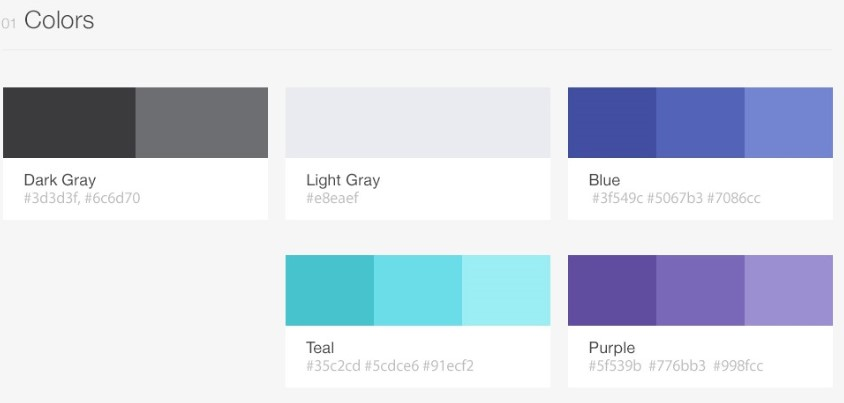 01 Colors
Dark Gray
#3d3d3f, #6c6d70
Light Gray
#e8eaef
Blue
#3f549c #5067b3 #7086cc
Teal
#35c2cd #5cdce6 #91ecf2
Purple
#5f539b #776bb3 #998fcc